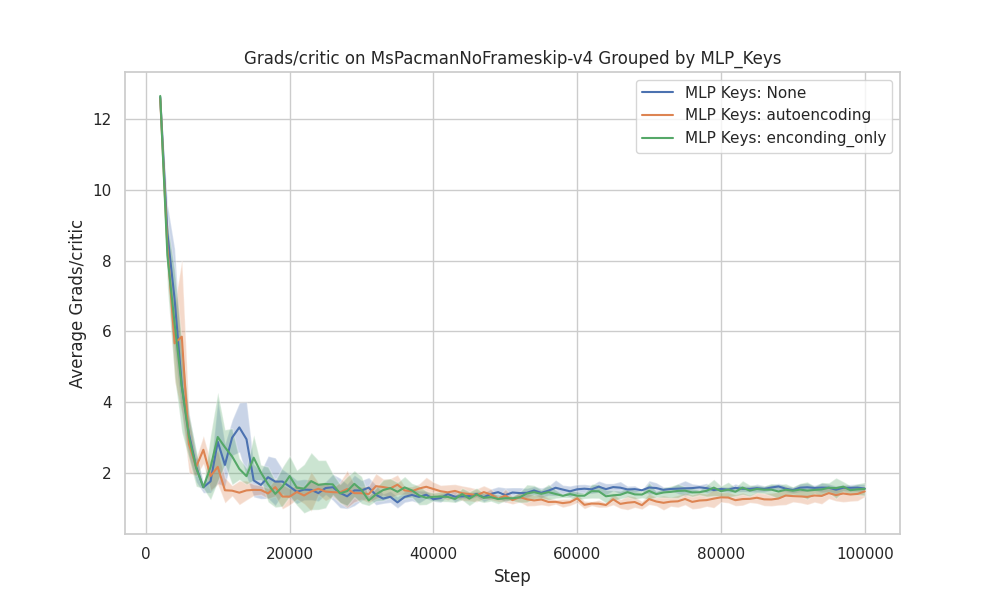 Grads/critic on MsPacmanNoFrameskip-v4 Grouped by MLP_Keys
MLP Keys: None
MLP Keys: autoencoding
MLP Keys: enconding_only
Average Grads/critic
12
10
8
6
4
2
0
20000
40000
60000
80000
100000
Step